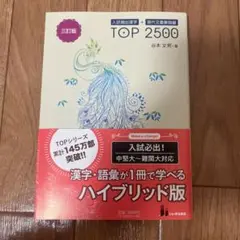 三訂版
入試頻出漢字＋現代文重要語彙
TOP 2500
谷本 文男・著
TOPシリーズ
累計145万部
突破!!
入試必出！
中堅大〜難関大対応
漢字・語彙が1冊で学べる
ハイブリッド版